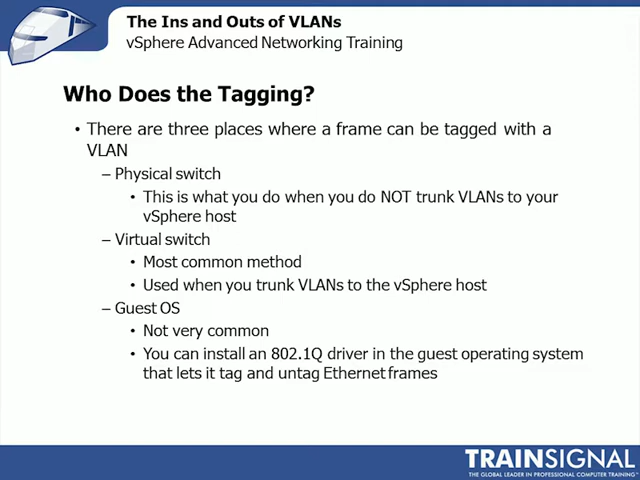 The Ins and Outs of VLANs
vSphere Advanced Networking Training
Who Does the Tagging?
• There are three places where a frame can be tagged with a
VLAN
– Physical switch
• This is what you do when you do NOT trunk VLANs to your
vSphere host
– Virtual switch
• Most common method
• Used when you trunk VLANs to the vSphere host
– Guest OS
• Not very common
• You can install an 802.1Q driver in the guest operating system
that lets it tag and untag Ethernet frames
TRAINSIGNAL
THE GLOBAL LEADER IN PROFESSIONAL COMPUTER TRAINING™